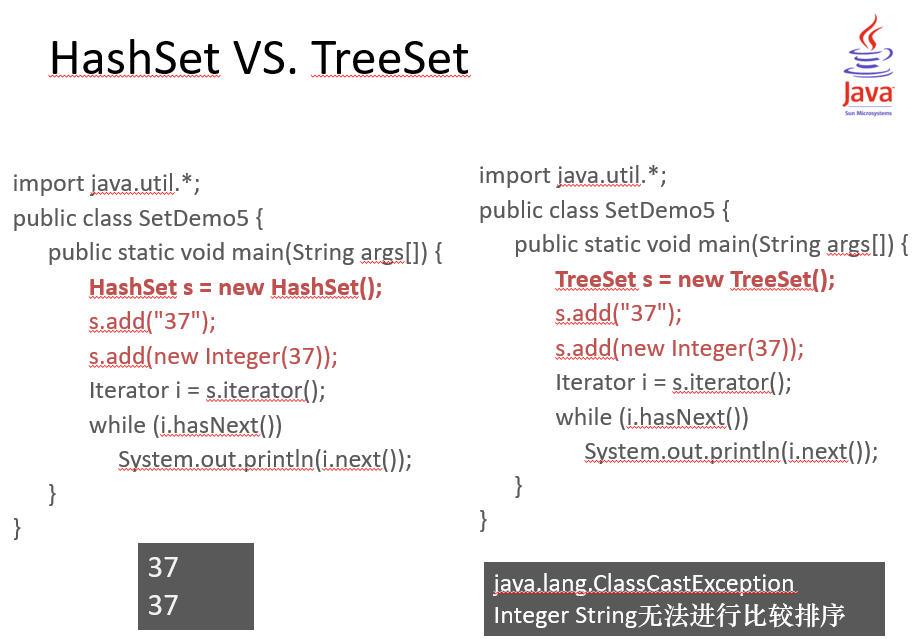 HashSet VS. TreeSet
Java
Sun Microsystems
import java.util.*;
public class SetDemo5 {
public static void main(String args[]) {
HashSet s = new HashSet();
s.add("37");
s.add(new Integer(37));
Iterator i = s.iterator();
while (i.hasNext())
System.out.println(i.next());
}
}
37
37
import java.util.*;
public class SetDemo5 {
public static void main(String args[]) {
TreeSet s = new TreeSet();
s.add("37");
s.add(new Integer(37));
Iterator i = s.iterator();
while (i.hasNext())
System.out.println(i.next());
}
}
java.lang.ClassCastException
Integer String无法进行比较排序